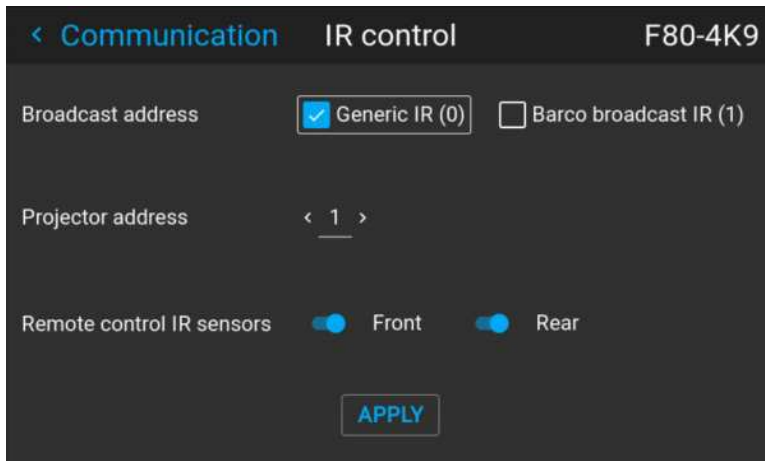 < Communication IR control F80-4K9
Broadcast address Generic IR (0) Barco broadcast IR (1)
Projector address < 1 >
Remote control IR sensors Front Rear
APPLY